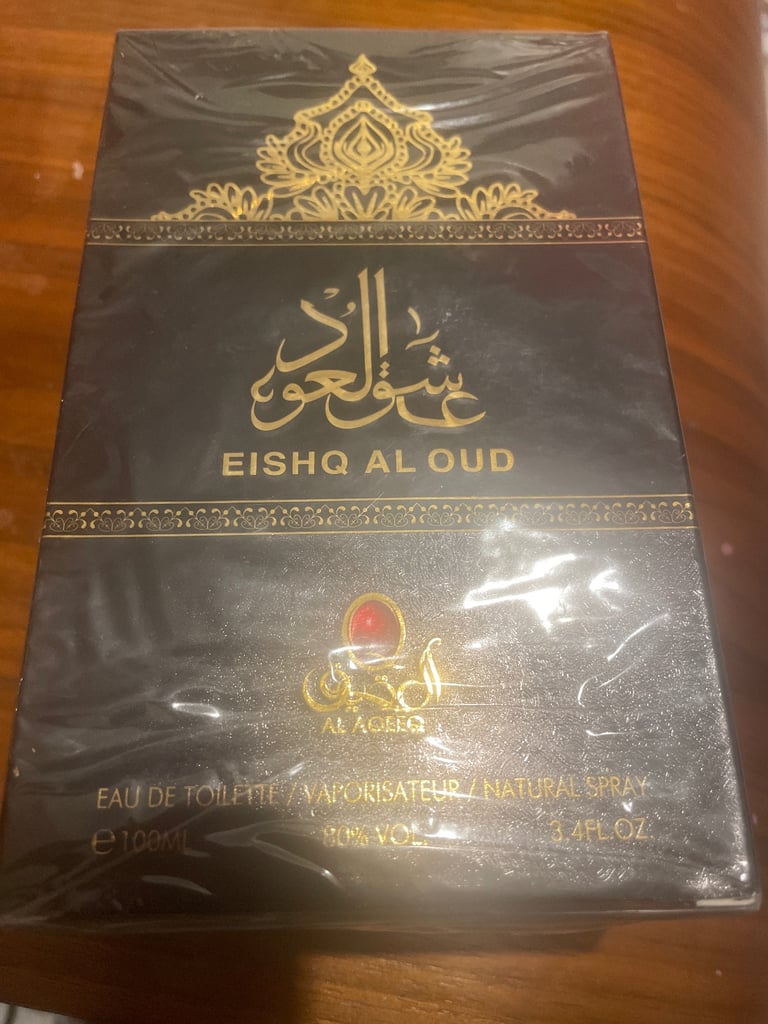 عشق العود
EISHQ AL OUD
العقيق
AL AQEEQ
EAU DE TOILETTE / VAPORISATEUR / NATURAL SPRAY
℮ 100ML 80% VOL. 3.4FL.OZ.